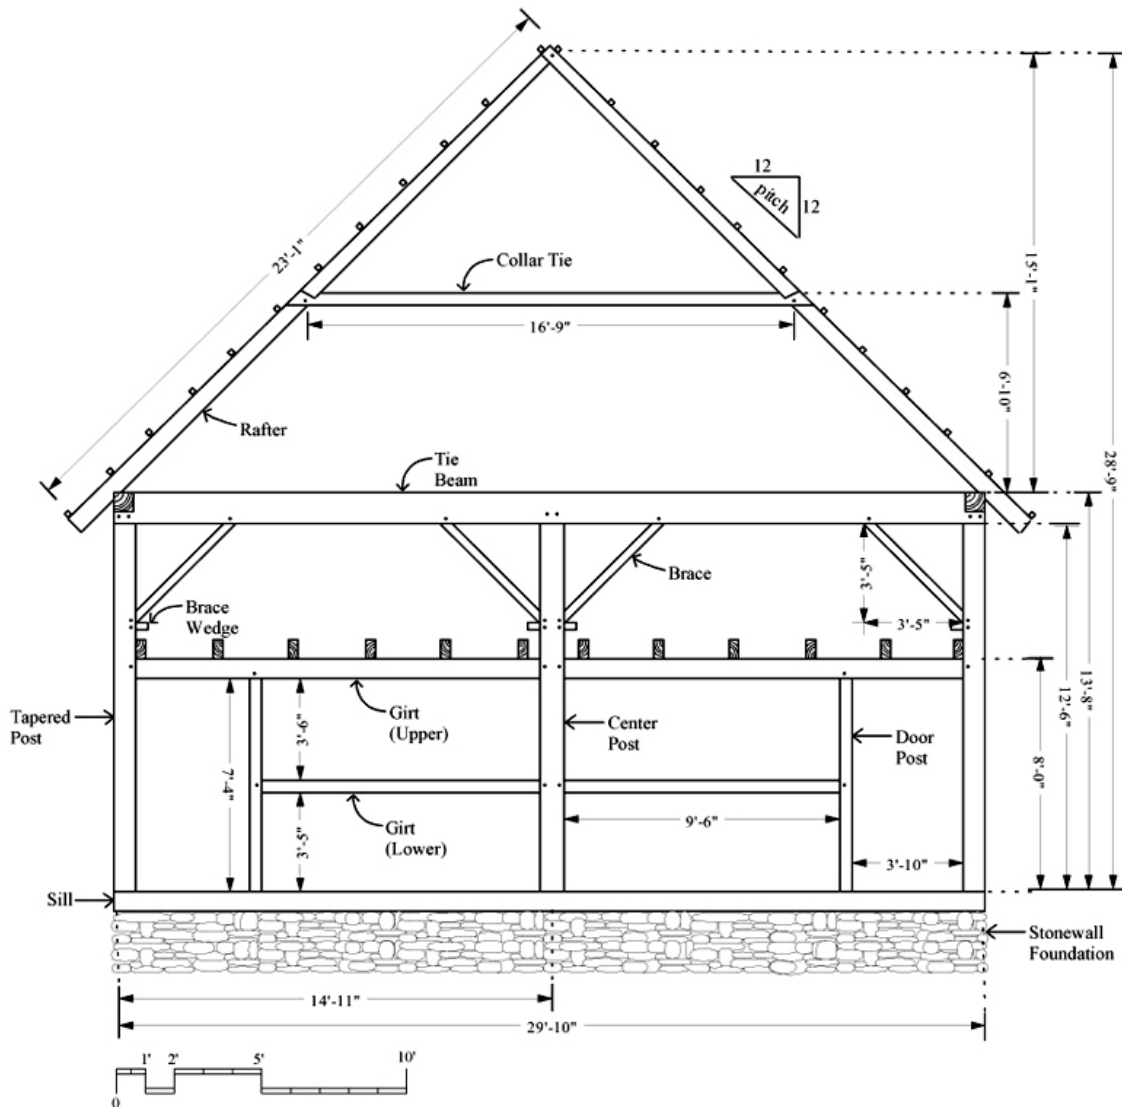 12
pitch
12
23'-1"
15'-1"
Collar Tie
16'-9"
6'-10"
Rafter
28'-9"
Tie
Beam
Brace
3'-5"
3'-5"
Brace
Wedge
13'-8"
12'-6"
Tapered
Post
Girt
(Upper)
3'-6"
Center
Post
Door
Post
8'-0"
7'-4"
Girt
(Lower)
3'-5"
9'-6"
3'-10"
Sill
Stonewall
Foundation
14'-11"
29'-10"
1' 2' 5' 10'
0